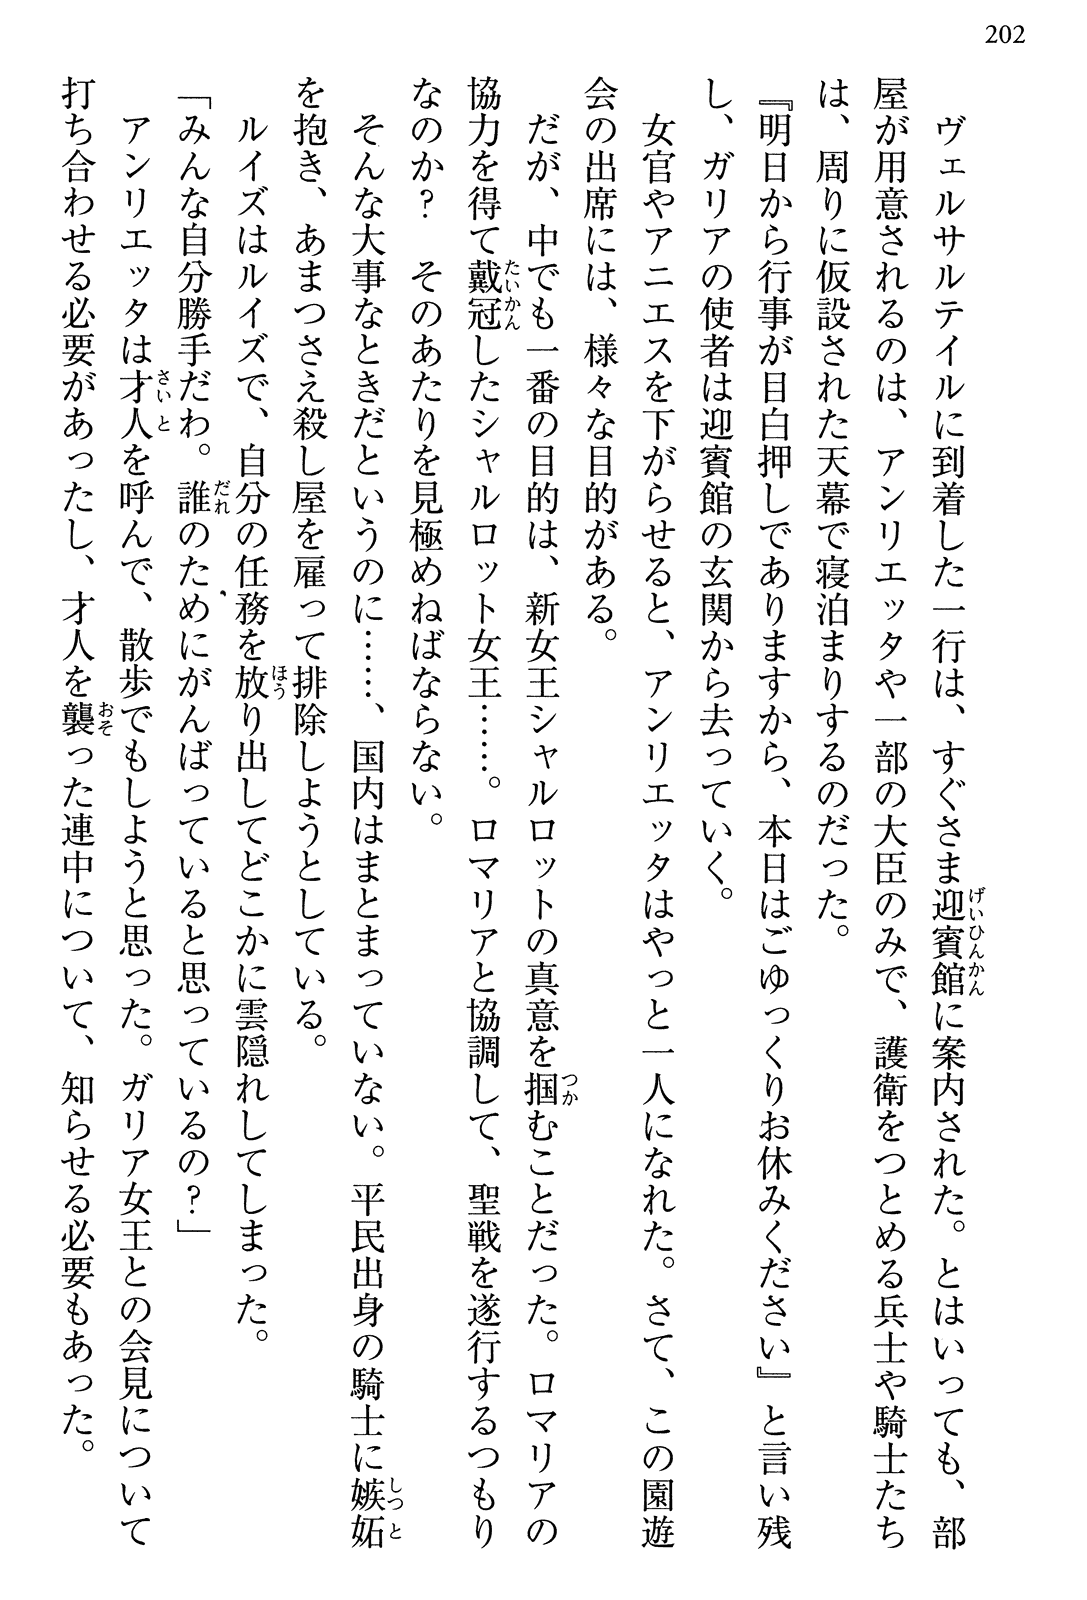 202
ヴェルサルテイルに到着した一行は、すぐさま迎賓館に案内された。とはいっても、部
げいひんかん
屋が用意されるのは、アンリエッタや一部の大臣のみで、護衛をつとめる兵士や騎士たち
は、周りに仮設された天幕で寝泊まりするのだった。
『明日から行事が目白押しでありますから、本日はごゆっくりお休みください』と言い残
し、ガリアの使者は迎賓館の玄関から去っていく。
女官やアニエスを下がらせると、アンリエッタはやっと一人になれた。さて、この園遊
会の出席には、様々な目的がある。
だが、中でも一番の目的は、新女王シャルロットの真意を掴むことだった。ロマリアの
つか
協力を得て戴冠したシャルロット女王……。ロマリアと協調して、聖戦を遂行するつもり
たいかん
なのか？　そのあたりを見極めねばならない。
そんな大事なときだというのに……、国内はまとまっていない。平民出身の騎士に嫉妬
しっと
を抱き、あまつさえ殺し屋を雇って排除しようとしている。
ルイズはルイズで、自分の任務を放り出してどこかに雲隠れしてしまった。
ほう
「みんな自分勝手だわ。誰のためにがんばっていると思っているの？」
だれ
アンリエッタは才人を呼んで、散歩でもしようと思った。ガリア女王との会見について
さいと
打ち合わせる必要があったし、才人を襲った連中について、知らせる必要もあった。
おそ